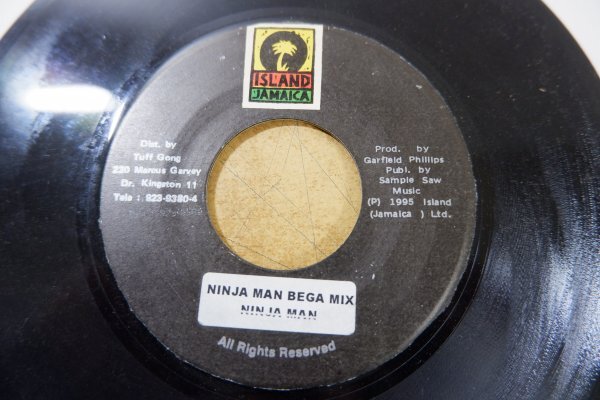 ISLAND
JAMAICA
Dist. by
Tuff Gong
220 Marcus Garvey
Dr. Kingston 11
Tele : 923-9380-4
Prod. by
Garfield Phillips
Publ. by
Sample Saw
Music
(P) 1995 Island
(Jamaica ) Ltd.
NINJA MAN BEGA MIX
NINJA MAN
All Rights Reserved